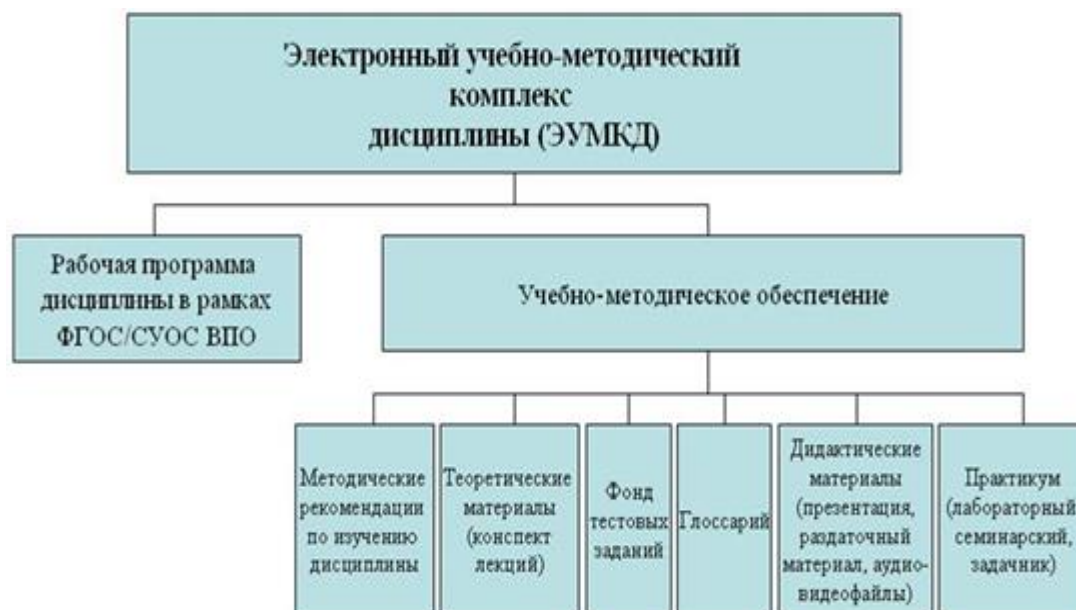 Электронный учебно-методический
комплекс
дисциплины (ЭУМКД)
Рабочая программа
дисциплины в рамках
ФГОС/СУОС ВПО
Учебно-методическое обеспечение
Методические
рекомендации
по изучению
дисциплины
Теоретические
материалы
(конспект
лекций)
Фонд
тестовых
заданий
Глоссарий
Дидактические
материалы
(презентация,
раздаточный
материал, аудио-
видеофайлы)
Практикум
(лабораторный,
семинарский,
задачник)